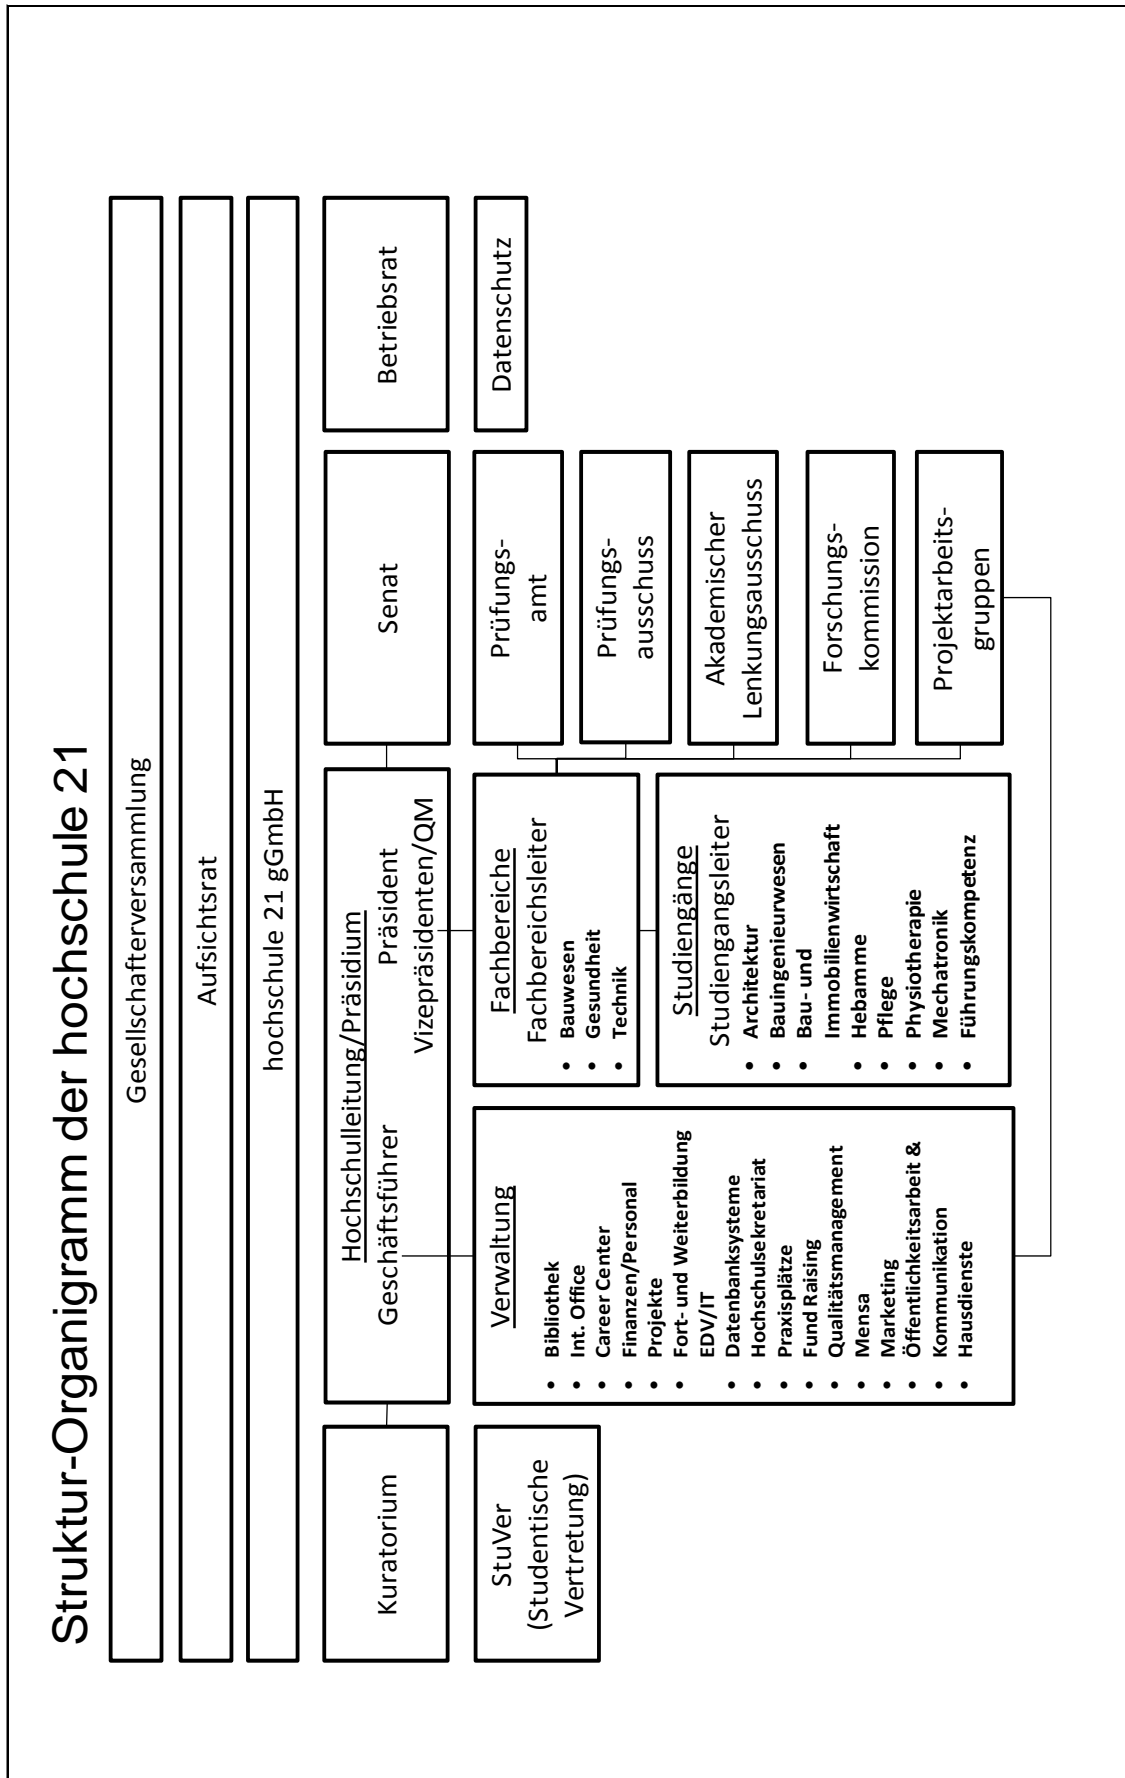 Struktur-Organigramm der hochschule 21
Gesellschafterversammlung
Aufsichtsrat
hochschule 21 gGmbH
Kuratorium
Hochschulleitung/Präsidium
Geschäftsführer Präsident
Vizepräsidenten/QM
Senat
Betriebsrat
StuVer
(Studentische
Vertretung)
Verwaltung
• Bibliothek
• Int. Office
• Career Center
• Finanzen/Personal
• Projekte
• Fort- und Weiterbildung
EDV/IT
• Datenbanksysteme
• Hochschulsekretariat
• Praxisplätze
• Fund Raising
• Qualitätsmanagement
• Mensa
• Marketing
• Öffentlichkeitsarbeit &
• Kommunikation
• Hausdienste
Fachbereiche
Fachbereichsleiter
• Bauwesen
• Gesundheit
• Technik
Studiengänge
Studiengangsleiter
• Architektur
• Bauingenieurwesen
• Bau- und
Immobilienwirtschaft
• Hebamme
• Pflege
• Physiotherapie
• Mechatronik
• Führungskompetenz
Prüfungs-
amt
Prüfungs-
ausschuss
Akademischer
Lenkungsausschuss
Forschungs-
kommission
Projektarbeits-
gruppen
Datenschutz